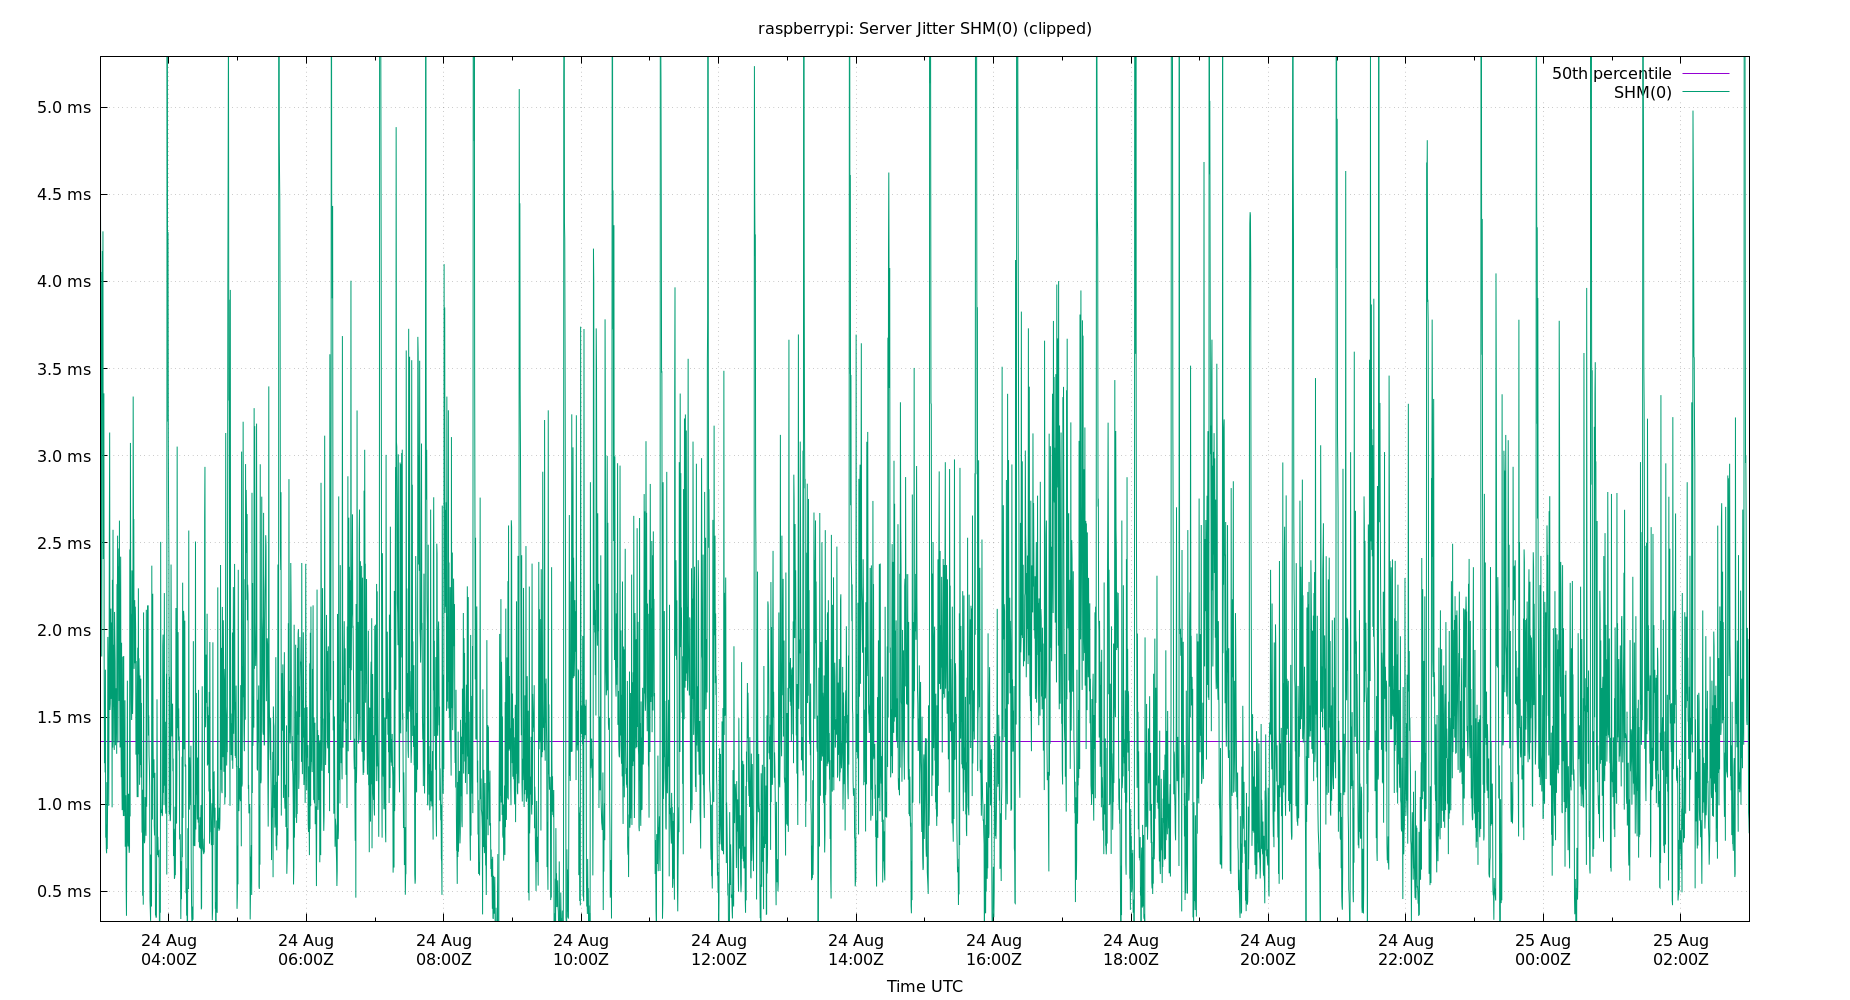 raspberrypi: Server Jitter SHM(0) (clipped)
50th percentile
SHM(0)
5.0 ms
4.5 ms
4.0 ms
3.5 ms
3.0 ms
2.5 ms
2.0 ms
1.5 ms
1.0 ms
0.5 ms
24 Aug 24 Aug 24 Aug 24 Aug 24 Aug 24 Aug 24 Aug 24 Aug 24 Aug 24 Aug 25 Aug 25 Aug
04:00Z 06:00Z 08:00Z 10:00Z 12:00Z 14:00Z 16:00Z 18:00Z 20:00Z 22:00Z 00:00Z 02:00Z
Time UTC